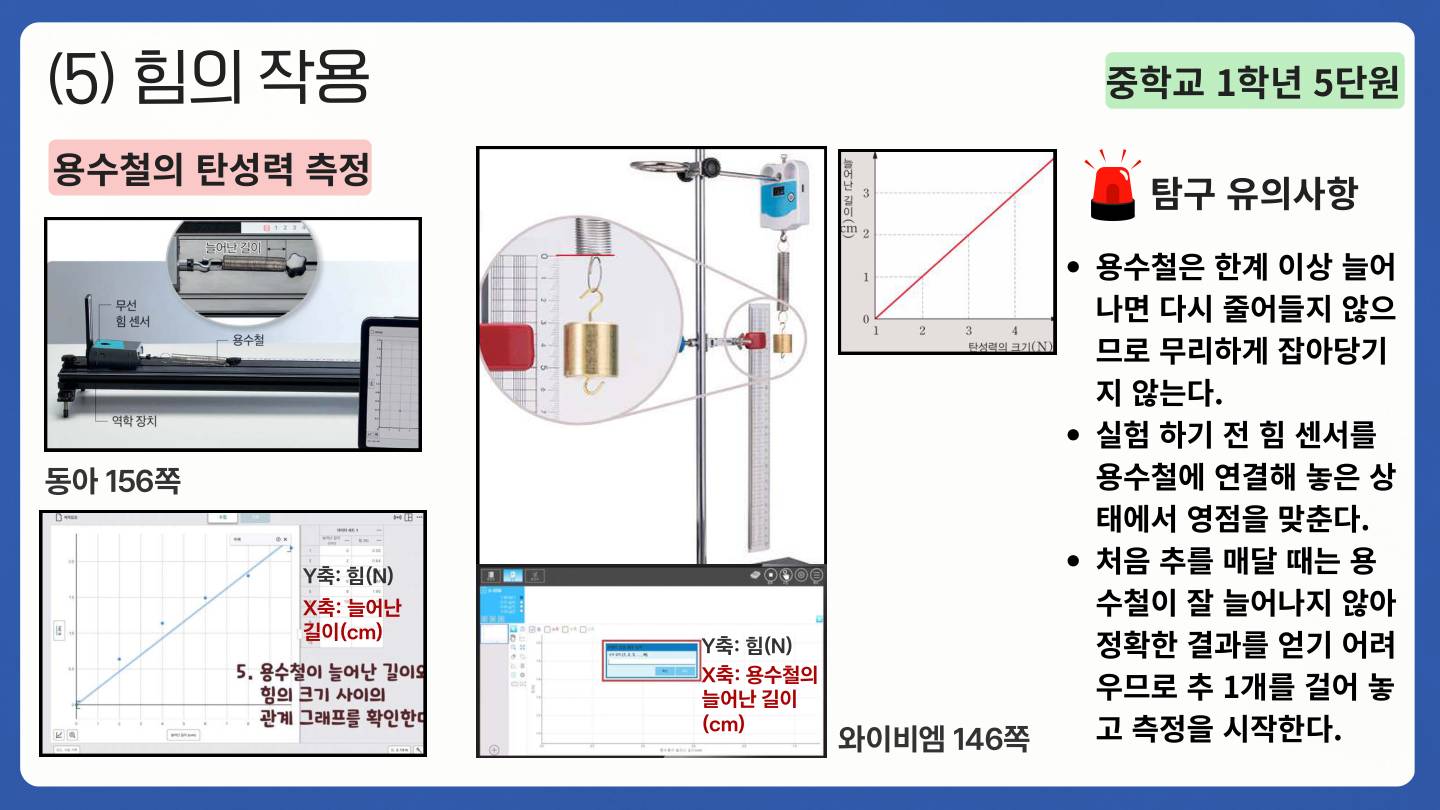 (5) 힘의 작용
중학교 1학년 5단원
용수철의 탄성력 측정
1 2 3 4
늘어난 길이
무선
힘 센서
용수철
역학 장치
동아 156쪽
Y축: 힘(N)
X축: 늘어난
길이(cm)
5. 용수철이 늘어난 길이와
힘의 크기 사이의
관계 그래프를 확인한다
0
Y축: 힘(N)
X축: 용수철의
늘어난 길이
(cm)
늘어난 길이(cm)
3
2
1
0
1 2 3 4
탄성력의 크기(N)
와이비엠 146쪽
탐구 유의사항
• 용수철은 한계 이상 늘어
나면 다시 줄어들지 않으
므로 무리하게 잡아당기
지 않는다.
• 실험 하기 전 힘 센서를
용수철에 연결해 놓은 상
태에서 영점을 맞춘다.
• 처음 추를 매달 때는 용
수철이 잘 늘어나지 않아
정확한 결과를 얻기 어려
우므로 추 1개를 걸어 놓
고 측정을 시작한다.